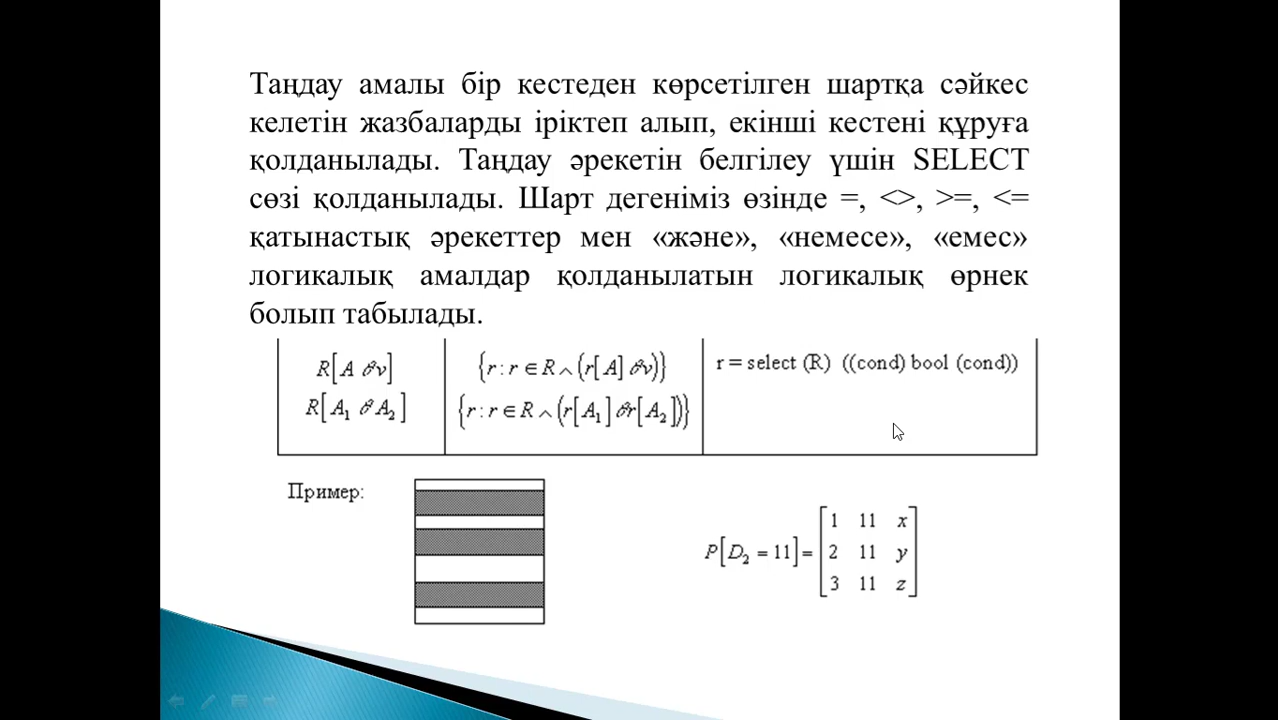 Таңдау амалы бір кестеден көрсетілген шартқа сәйкес
келетін жазбаларды іріктеп алып, екінші кестені құруға
қолданылады. Таңдау әрекетін белгілеу үшін SELECT
сөзі қолданылады. Шарт дегеніміз өзінде =, <>, >=, <=
қатынастық әрекеттер мен «және», «немесе», «емес»
логикалық амалдар қолданылатын логикалық өрнек
болып табылады.
R[A θv] {r : r ∈ R ∧ (r[A] θv)} r = select (R) ((cond) bool (cond))
R[A₁ θ A₂] {r : r ∈ R ∧ (r[A₁] θr[A₂])}
Пример:
1 11 x
P[D₂ = 11] = 2 11 y
3 11 z